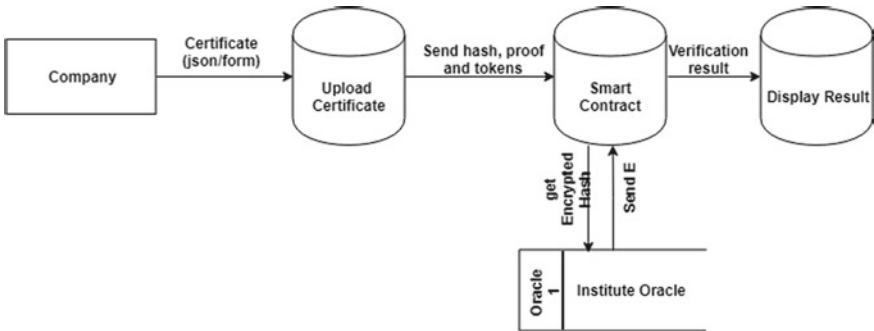 Company
Certificate
(json/form)
Upload
Certificate
Send hash, proof
and tokens
Smart
Contract
Verification
result
Display Result
get
Encrypted
Hash
Send E
Oracle
1
Institute Oracle